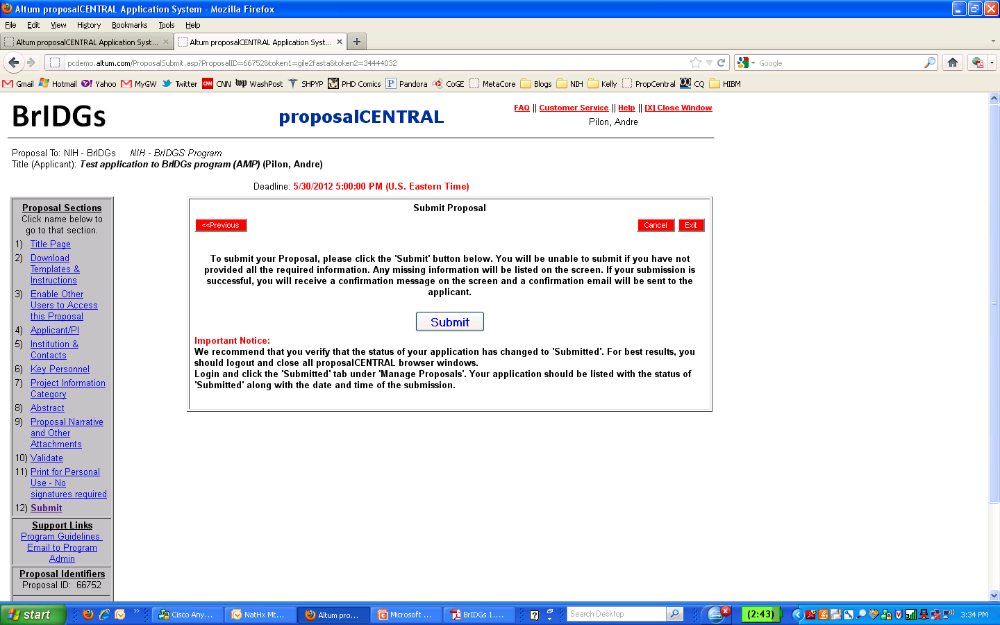 Altum proposalCENTRAL Application System - Mozilla Firefox
File Edit View History Bookmarks Tools Help
Altum proposalCENTRAL Application Syst... Altum proposalCENTRAL Application Syst...
pcdemo.altum.com/ProposalSubmit.asp?ProposalID=66752&token1=gile2fasta&token2=34444032 Google
Gmail Hotmail Yahoo MyGW Twitter CNN WashPost SHPYP PHD Comics Pandora CoGE MetaCore Blogs NIH Kelly PropCentral CQ HIBM
BrIDGs
proposalCENTRAL
FAQ || Customer Service || Help || [X] Close Window
Pilon, Andre
Proposal To: NIH - BrIDGs NIH - BrIDGS Program
Title (Applicant): Test application to BrIDGs program (AMP) (Pilon, Andre)
Deadline: 5/30/2012 5:00:00 PM (U.S. Eastern Time)
Proposal Sections
Click name below to
go to that section.
1) Title Page
2) Download
Templates &
Instructions
3) Enable Other
Users to Access
this Proposal
4) Applicant/PI
5) Institution &
Contacts
6) Key Personnel
7) Project Information
Category
8) Abstract
9) Proposal Narrative
and Other
Attachments
10) Validate
11) Print for Personal
Use - No
signatures required
12) Submit
Support Links
Program Guidelines
Email to Program
Admin
Proposal Identifiers
Proposal ID: 66752
Submit Proposal
<<Previous Cancel Exit
To submit your Proposal, please click the 'Submit' button below. You will be unable to submit if you have not
provided all the required information. Any missing information will be listed on the screen. If your submission is
successful, you will receive a confirmation message on the screen and a confirmation email will be sent to the
applicant.
Submit
Important Notice:
We recommend that you verify that the status of your application has changed to 'Submitted'. For best results, you
should logout and close all proposalCENTRAL browser windows.
Login and click the 'Submitted' tab under 'Manage Proposals'. Your application should be listed with the status of
'Submitted' along with the date and time of the submission.
start Cisco Any... NatHx Mt... Altum pro... Microsoft ... BrIDGs 1.... Search Desktop (2:43) 3:34 PM